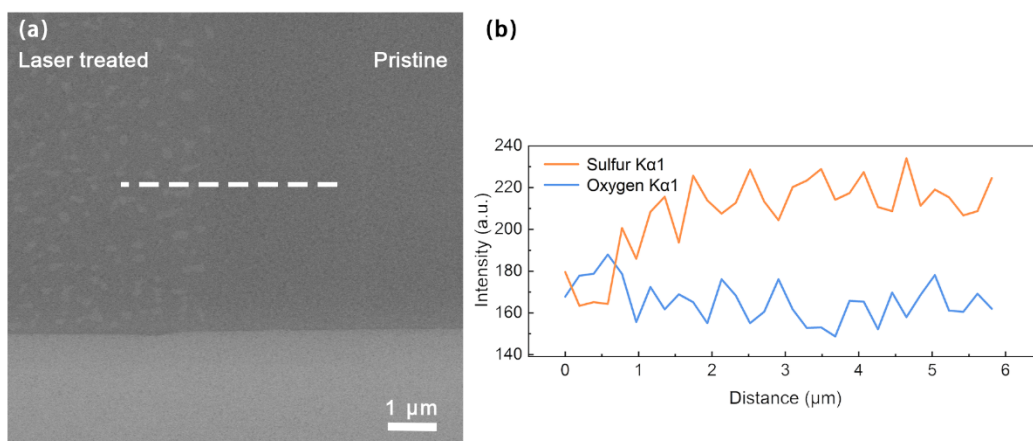 (a)
Laser treated Pristine
1 μm
(b)
240
220
200
180
160
140
Intensity (a.u.)
Sulfur Kα1
Oxygen Kα1
0 1 2 3 4 5 6
Distance (μm)